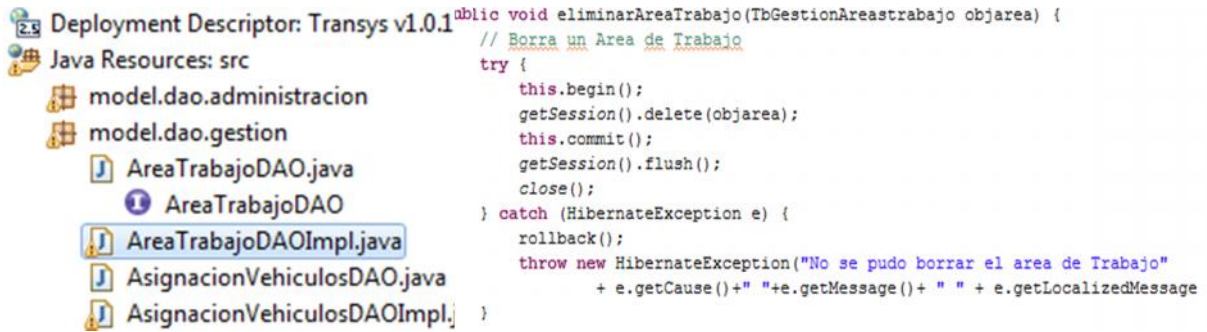 Deployment Descriptor: Transys v1.0.1
Java Resources: src
model.dao.administracion
model.dao.gestion
AreaTrabajoDAO.java
AreaTrabajoDAO
AreaTrabajoDAOImpl.java
AsignacionVehiculosDAO.java
AsignacionVehiculosDAOImpl.j
ublic void eliminarAreaTrabajo(TbGestionAreastrabajo objarea) {
// Borra un Area de Trabajo
try {
this.begin();
getSession().delete(objarea);
this.commit();
getSession().flush();
close();
} catch (HibernateException e) {
rollback();
throw new HibernateException("No se pudo borrar el area de Trabajo"
+ e.getCause()+" "+e.getMessage()+ " " + e.getLocalizedMessage
}